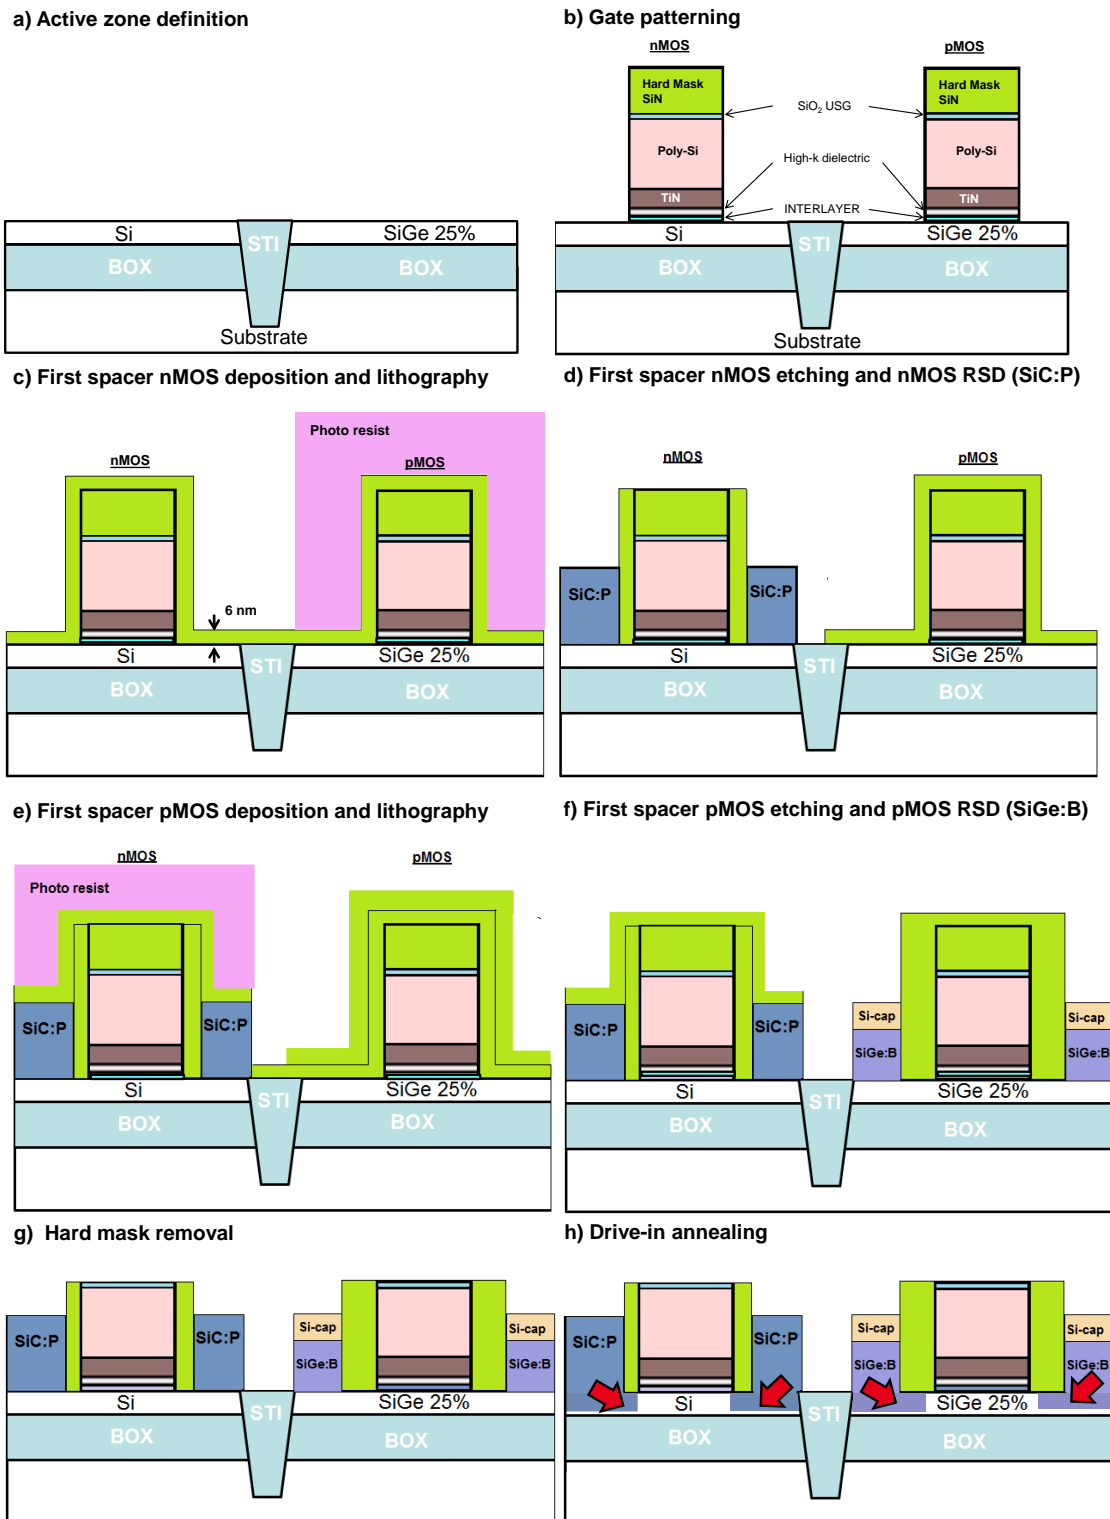 a) Active zone definition
Si
STI
SiGe 25%
BOX
BOX
Substrate
b) Gate patterning
nMOS
pMOS
Hard Mask
SiN
Hard Mask
SiN
SiO₂ USG
Poly-Si
Poly-Si
High-k dielectric
TiN
TiN
INTERLAYER
Si
STI
SiGe 25%
BOX
BOX
Substrate
c) First spacer nMOS deposition and lithography
Photo resist
nMOS
pMOS
6 nm
Si
STI
SiGe 25%
BOX
BOX
d) First spacer nMOS etching and nMOS RSD (SiC:P)
nMOS
pMOS
SiC:P
SiC:P
Si
STI
SiGe 25%
BOX
BOX
e) First spacer pMOS deposition and lithography
nMOS
pMOS
Photo resist
SiC:P
SiC:P
Si
STI
SiGe 25%
BOX
BOX
f) First spacer pMOS etching and pMOS RSD (SiGe:B)
SiC:P
SiC:P
Si-cap
Si-cap
SiGe:B
SiGe:B
Si
STI
SiGe 25%
BOX
BOX
g) Hard mask removal
SiC:P
SiC:P
Si-cap
Si-cap
SiGe:B
SiGe:B
Si
STI
SiGe 25%
BOX
BOX
h) Drive-in annealing
SiC:P
SiC:P
Si-cap
Si-cap
SiGe:B
SiGe:B
Si
STI
SiGe 25%
BOX
BOX